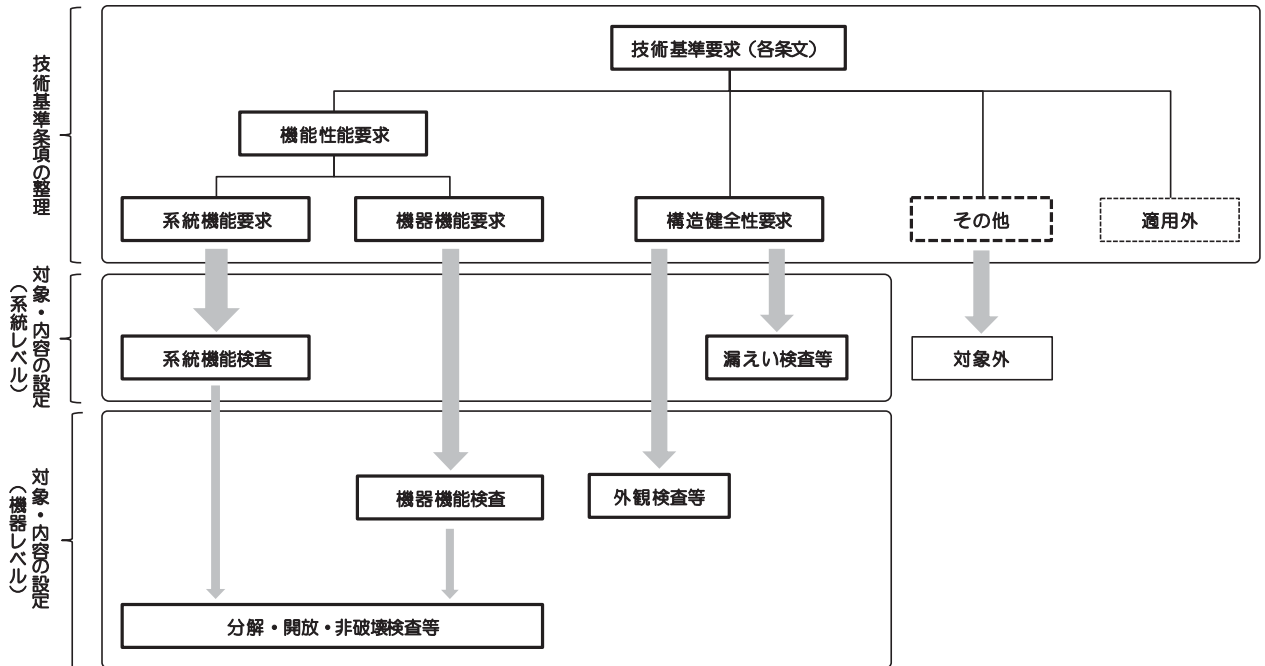 技術基準条項の整理
技術基準要求（各条文）
機能性能要求
系統機能要求
機器機能要求
構造健全性要求
その他
適用外
対象・内容の設定
（系統レベル）
系統機能検査
漏えい検査等
対象外
対象・内容の設定
（機器レベル）
機器機能検査
外観検査等
分解・開放・非破壊検査等